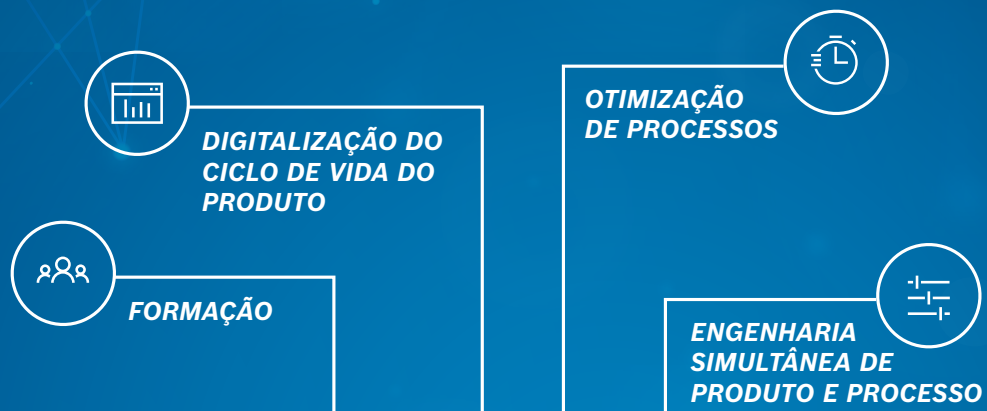 DIGITALIZAÇÃO DO
CICLO DE VIDA DO
PRODUTO
FORMAÇÃO
OTIMIZAÇÃO
DE PROCESSOS
ENGENHARIA
SIMULTÂNEA DE
PRODUTO E PROCESSO